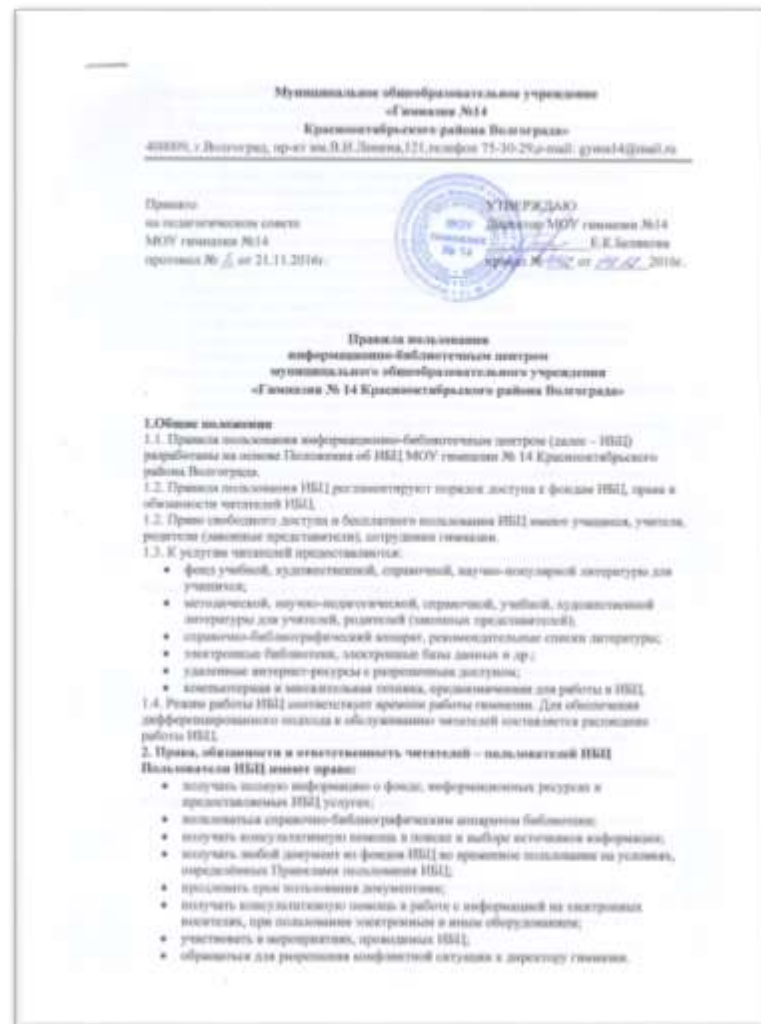 Муниципальное общеобразовательное учреждение
«Гимназия №14
Краснооктябрьского района Волгограда»
400009, г.Волгоград, пр-кт им.В.И.Ленина,121,телефон 75-30-29,e-mail: gymn14@mail.ru
Принято
на педагогическом совете
МОУ гимназии №14
протокол № от 21.11.2016г.
МОУ
гимназия
№ 14
УТВЕРЖДАЮ
Директор МОУ гимназии №14
Е.К.Белякова
приказ № от 2016г.
Правила пользования
информационно-библиотечным центром
муниципального общеобразовательного учреждения
«Гимназия № 14 Краснооктябрьского района Волгограда»
1.Общие положения
1.1. Правила пользования информационно-библиотечным центром (далее – ИБЦ)
разработаны на основе Положения об ИБЦ МОУ гимназии № 14 Краснооктябрьского
района Волгограда.
1.2. Правила пользования ИБЦ регламентируют порядок доступа к фондам ИБЦ, права и
обязанности читателей ИБЦ.
1.2. Право свободного доступа и бесплатного пользования ИБЦ имеют учащиеся, учителя,
родители (законные представители), сотрудники гимназии.
1.3. К услугам читателей предоставляются:
• фонд учебной, художественной, справочной, научно-популярной литературы для
учащихся;
• методической, научно-педагогической, справочной, учебной, художественной
литературы для учителей, родителей (законных представителей);
• справочно-библиографический аппарат, рекомендательные списки литературы;
• электронные библиотеки, электронные базы данных и др.;
• удаленные интернет-ресурсы с разрешенным доступом;
• компьютерная и множительная техника, предназначенная для работы в ИБЦ.
1.4. Режим работы ИБЦ соответствует времени работы гимназии. Для обеспечения
дифференцированного подхода к обслуживанию читателей составляется расписание
работы ИБЦ.
2. Права, обязанности и ответственность читателей – пользователей ИБЦ
Пользователи ИБЦ имеют право:
• получать полную информацию о фонде, информационных ресурсах и
предоставляемых ИБЦ услугах;
• пользоваться справочно-библиографическим аппаратом библиотеки;
• получать консультативную помощь в поиске и выборе источников информации;
• получать любой документ из фондов ИБЦ во временное пользование на условиях,
определённых Правилами пользования ИБЦ;
• продлевать срок пользования документами;
• получать консультативную помощь в работе с информацией на электронных
носителях, при пользовании электронным и иным оборудованием;
• участвовать в мероприятиях, проводимых ИБЦ;
• обращаться для разрешения конфликтной ситуации к директору гимназии.